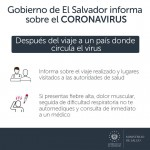 Gobierno de El Salvador informa
sobre el CORONAVIRUS
Después del viaje a un país donde
circula el virus
Informa sobre el viaje realizado y lugares
visitados a las autoridades de salud
Si presentas fiebre alta, dolor muscular,
seguida de dificultad respiratoria no te
automediques y consulta de inmediato
a un médico